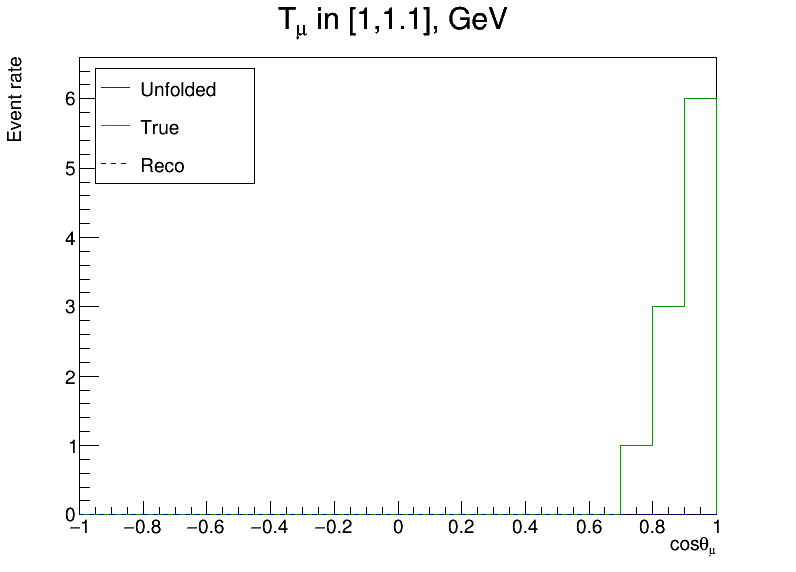 T_μ in [1,1.1], GeV
Event rate
Unfolded
True
Reco
6
5
4
3
2
1
0
−1 −0.8 −0.6 −0.4 −0.2 0 0.2 0.4 0.6 0.8 1
cosθ_μ